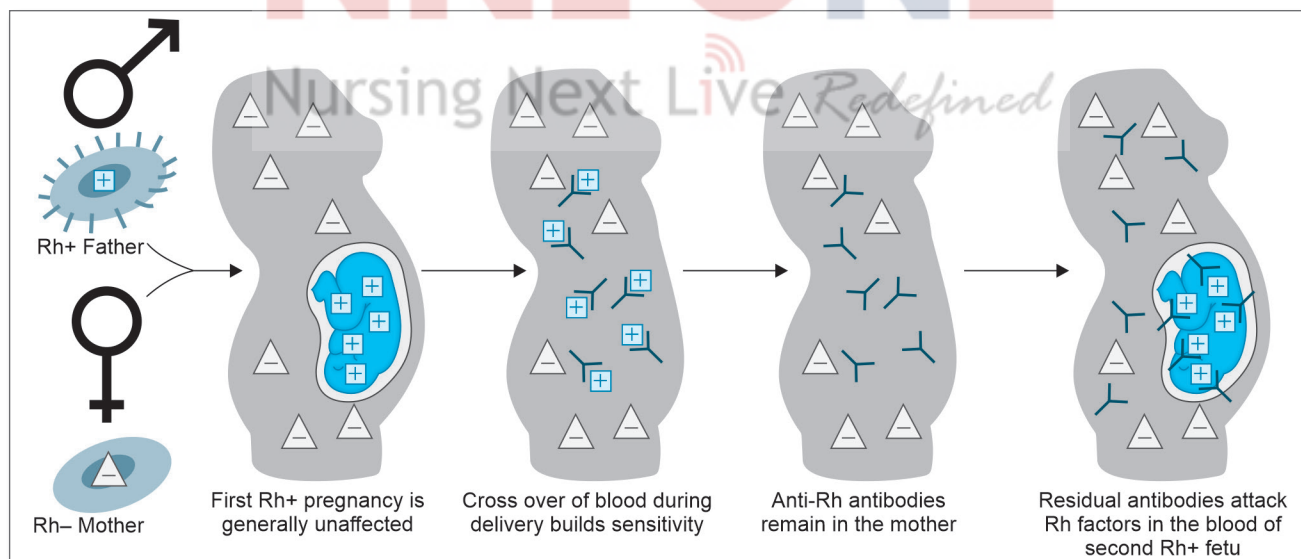 Nursing Next Live Redefined
Rh+ Father
Rh– Mother
First Rh+ pregnancy is
generally unaffected
Cross over of blood during
delivery builds sensitivity
Anti-Rh antibodies
remain in the mother
Residual antibodies attack
Rh factors in the blood of
second Rh+ fetu